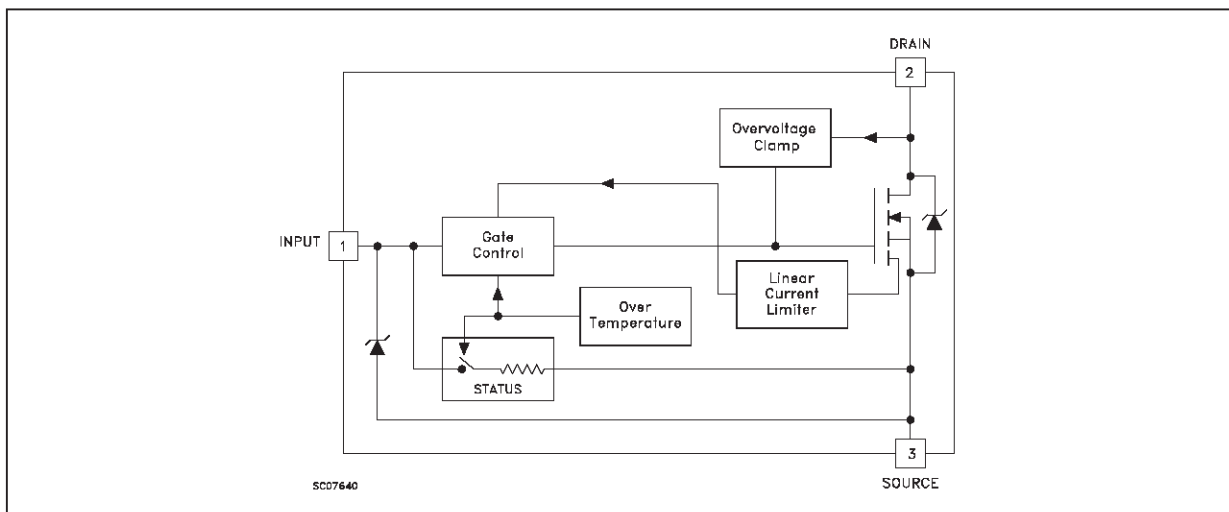 DRAIN
2
Overvoltage
Clamp
INPUT
1
Gate
Control
Linear
Current
Limiter
Over
Temperature
STATUS
3
SC07640
SOURCE